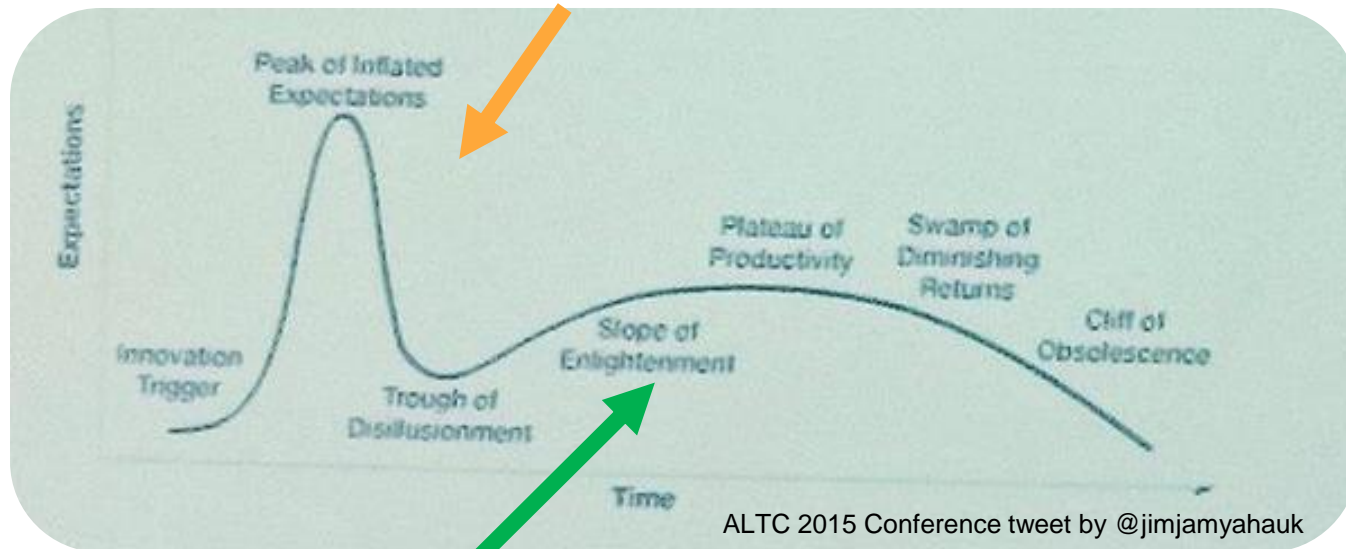 Peak of Inflated
Expectations
Expectations
Plateau of
Productivity
Swamp of
Diminishing
Returns
Cliff of
Obsolescence
Slope of
Enlightenment
Innovation
Trigger
Trough of
Disillusionment
Time
ALTC 2015 Conference tweet by @jimjamyahauk